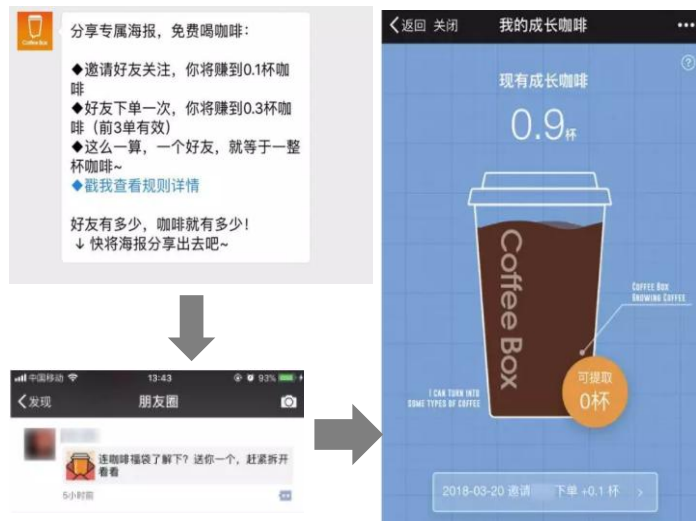 Coffee Box
分享专属海报，免费喝咖啡：
◆邀请好友关注，你将赚到0.1杯咖
啡
◆好友下单一次，你将赚到0.3杯咖
啡（前3单有效）
◆这么一算，一个好友，就等于一整
杯咖啡~
◆戳我查看规则详情
好友有多少，咖啡就有多少！
↓快将海报分享出去吧~
中国移动 13:43 93%
发现 朋友圈
连咖啡福袋了解下？送你一个，赶紧拆开
看看
5小时前
返回 关闭 我的成长咖啡
?
现有成长咖啡
0.9杯
Coffee Box
COFFEE BOX
GROWING COFFEE
可提取
0杯
I CAN TURN INTO
SOME TYPES OF COFFEE
2018-03-20 邀请 下单 +0.1 杯 >